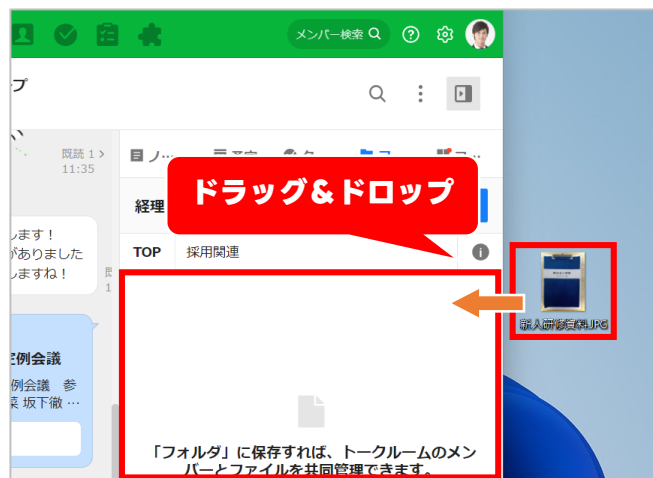 メンバー検索
ープ
既読 1 >
11:35
ノ…
ドラッグ&ドロップ
経理
します！
がありました
しますね！
TOP 採用関連
新人研修資料.JPG
定例会議
例会議 参
菜 坂下徹 …
「フォルダ」に保存すれば、トークルームのメン
バーとファイルを共同管理できます。